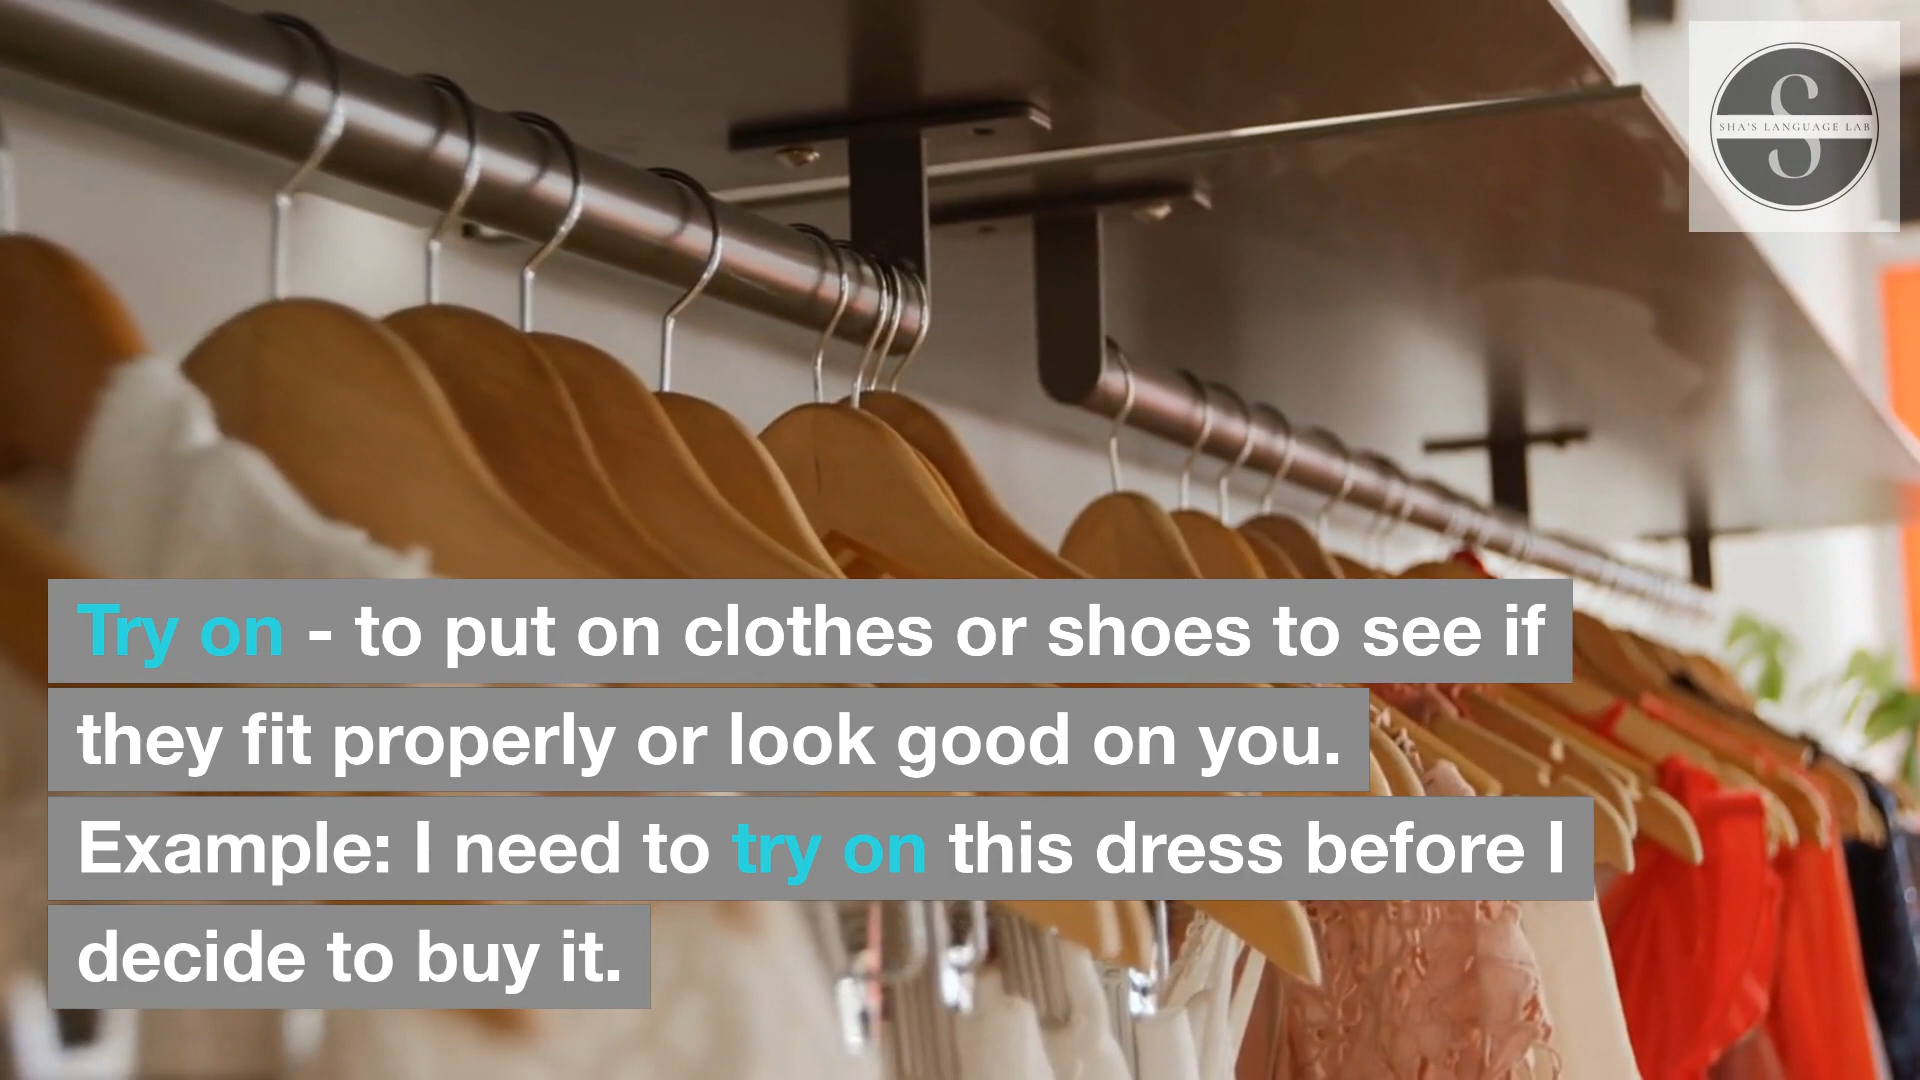 SHA'S LANGUAGE LAB
Try on - to put on clothes or shoes to see if
they fit properly or look good on you.
Example: I need to try on this dress before I
decide to buy it.